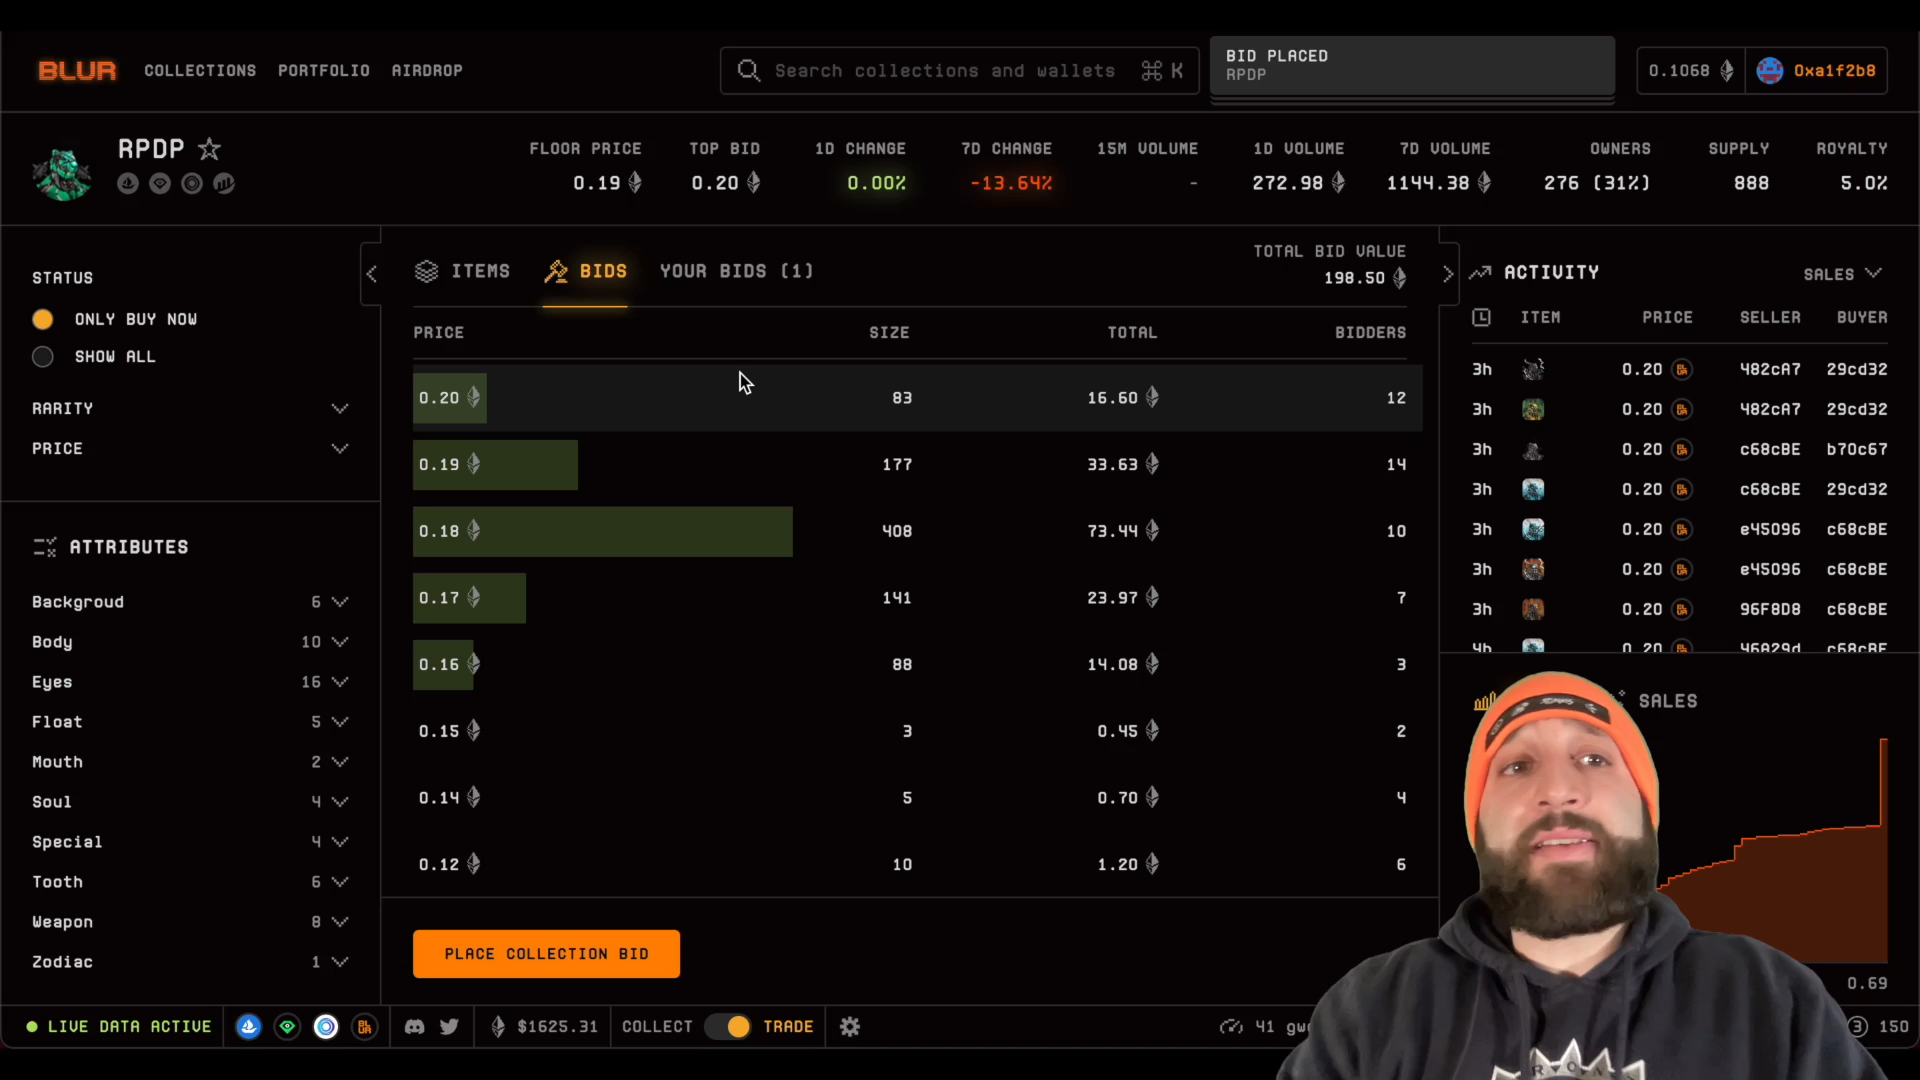 BLUR COLLECTIONS PORTFOLIO AIRDROP Search collections and wallets ⌘ K
BID PLACED
RPDP
0.1068 0xa1f2b8
RPDP
FLOOR PRICE TOP BID 1D CHANGE 7D CHANGE 15M VOLUME 1D VOLUME 7D VOLUME OWNERS SUPPLY ROYALTY
0.19 0.20 0.00% -13.64% - 272.98 1144.38 276 (31%) 888 5.0%
STATUS
ONLY BUY NOW
SHOW ALL
RARITY
PRICE
ATTRIBUTES
Backgroud 6
Body 10
Eyes 16
Float 5
Mouth 2
Soul 4
Special 4
Tooth 6
Weapon 8
Zodiac 1
ITEMS BIDS YOUR BIDS (1)
TOTAL BID VALUE
198.50
PRICE SIZE TOTAL BIDDERS
0.20 83 16.60 12
0.19 177 33.63 14
0.18 408 73.44 10
0.17 141 23.97 7
0.16 88 14.08 3
0.15 3 0.45 2
0.14 5 0.70 4
0.12 10 1.20 6
PLACE COLLECTION BID
ACTIVITY SALES
ITEM PRICE SELLER BUYER
3h 0.20 482cA7 29cd32
3h 0.20 482cA7 29cd32
3h 0.20 c68cBE b70c67
3h 0.20 c68cBE 29cd32
3h 0.20 e45096 c68cBE
3h 0.20 e45096 c68cBE
3h 0.20 96F8D8 c68cBE
4h 0.20 46A29d c68cBE
SALES
0.69
LIVE DATA ACTIVE $1625.31 COLLECT TRADE 41 gw 150